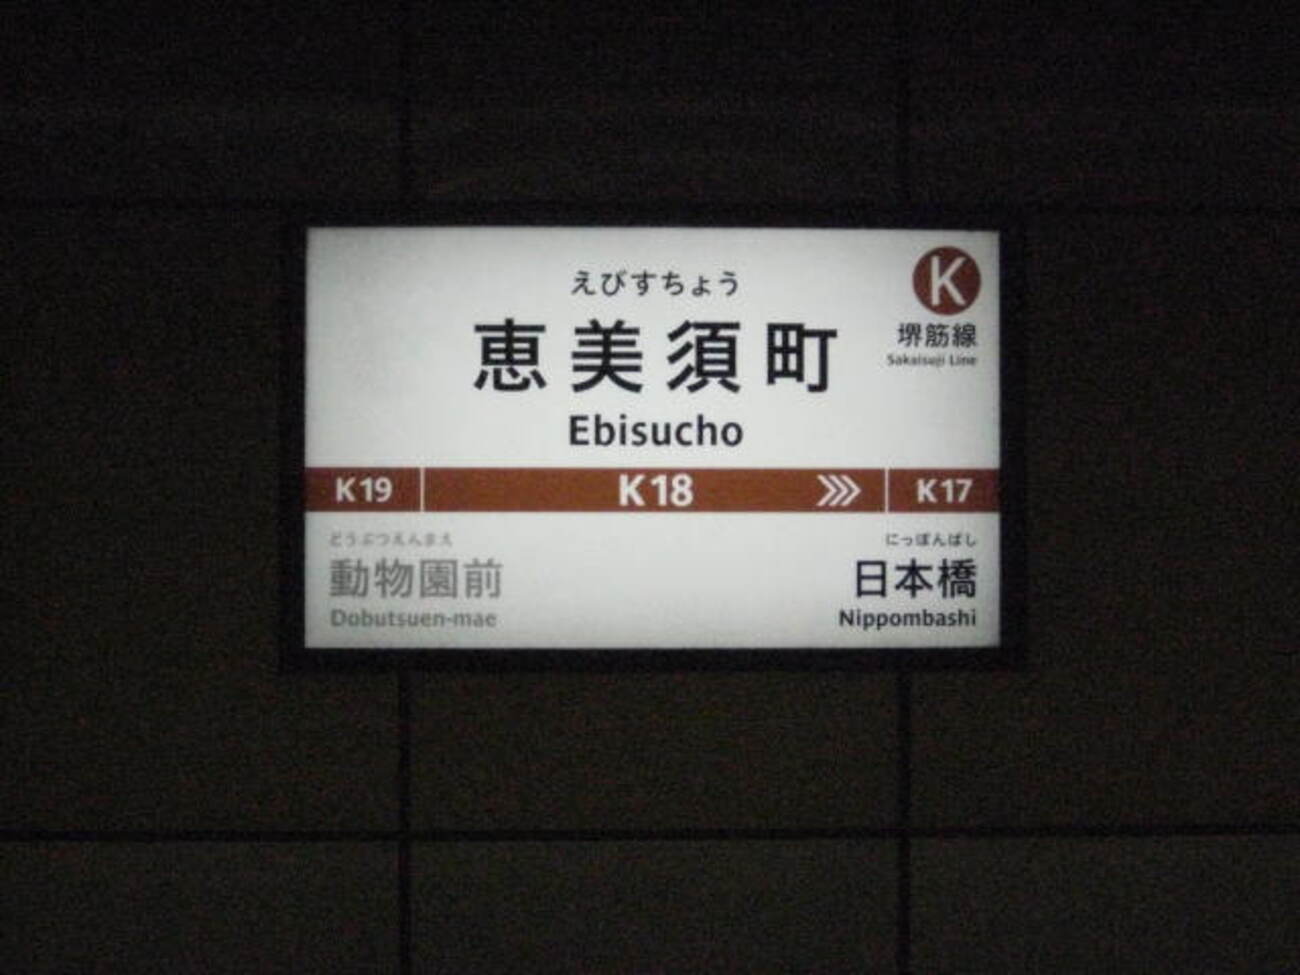 えびすちょう
恵美須町
Ebisucho
K
堺筋線
Sakaisuji Line
K19
K18
K17
どうぶつえんまえ
動物園前
Dobutsuen-mae
にっぽんばし
日本橋
Nippombashi